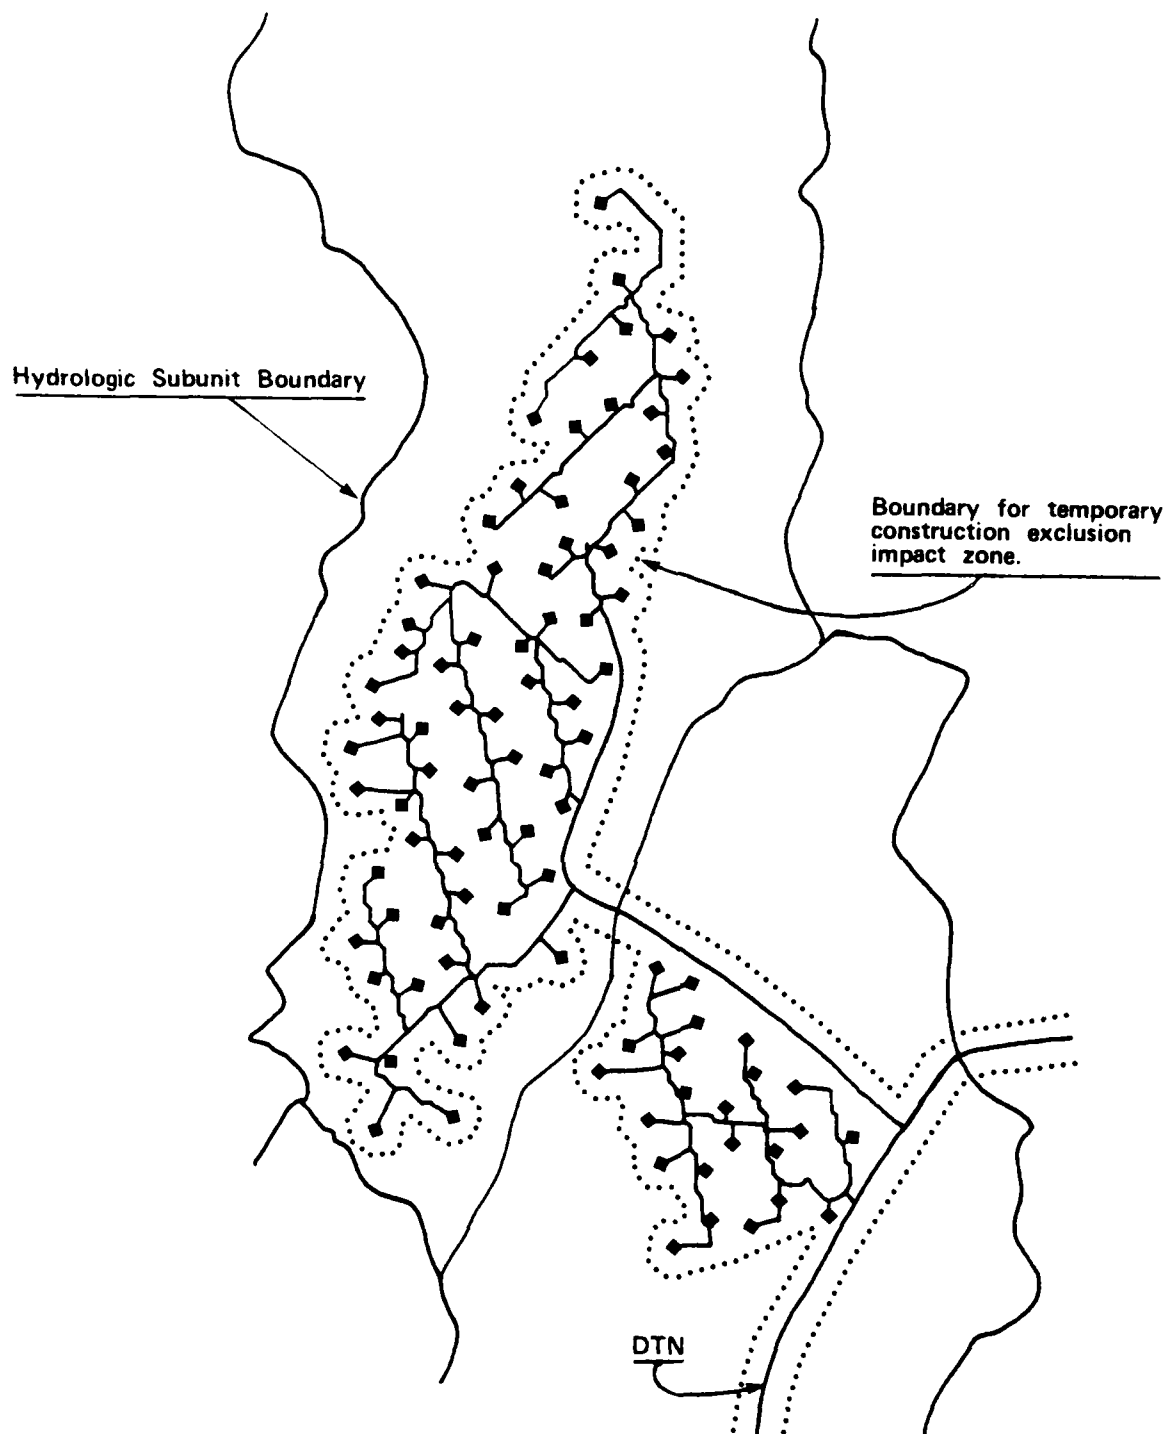 Hydrologic Subunit Boundary
Boundary for temporary
construction exclusion
impact zone.
DTN